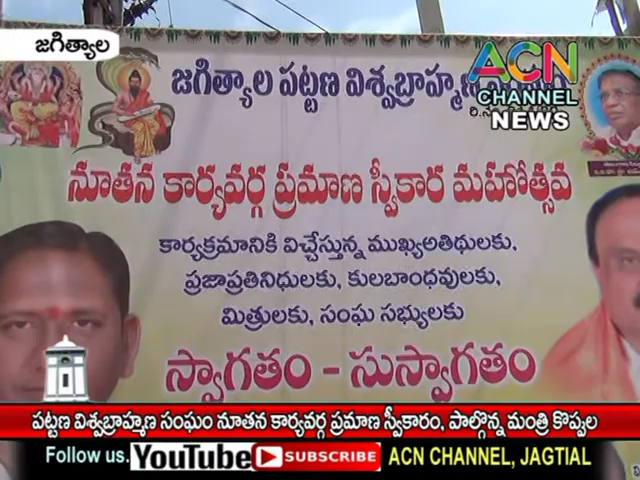 జగిత్యాల
జగిత్యాల పట్టణ విశ్వబ్రాహ్మణ
ACN
CHANNEL
NEWS
నూతన కార్యవర్గ ప్రమాణ స్వీకార మహోత్సవ
కార్యక్రమానికి విచ్చేస్తున్న ముఖ్యఅతిథులకు,
ప్రజాప్రతినిధులకు, కులబాంధవులకు,
మిత్రులకు, సంఘ సభ్యులకు
స్వాగతం - సుస్వాగతం
పట్టణ విశ్వబ్రాహ్మణ సంఘం నూతన కార్యవర్గ ప్రమాణ స్వీకారం, పాల్గొన్న మంత్రి కొప్పుల
Follow us. YouTube SUBSCRIBE ACN CHANNEL, JAGTIAL